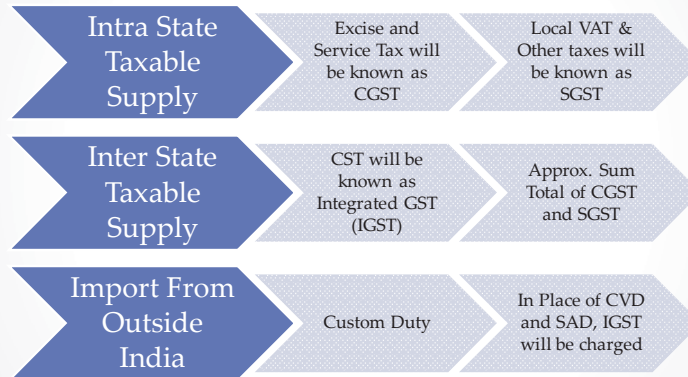 Intra State
Taxable
Supply
Excise and
Service Tax will
be known as
CGST
Local VAT &
Other taxes will
be known as
SGST
Inter State
Taxable
Supply
CST will be
known as
Integrated GST
(IGST)
Approx. Sum
Total of CGST
and SGST
Import From
Outside
India
Custom Duty
In Place of CVD
and SAD, IGST
will be charged